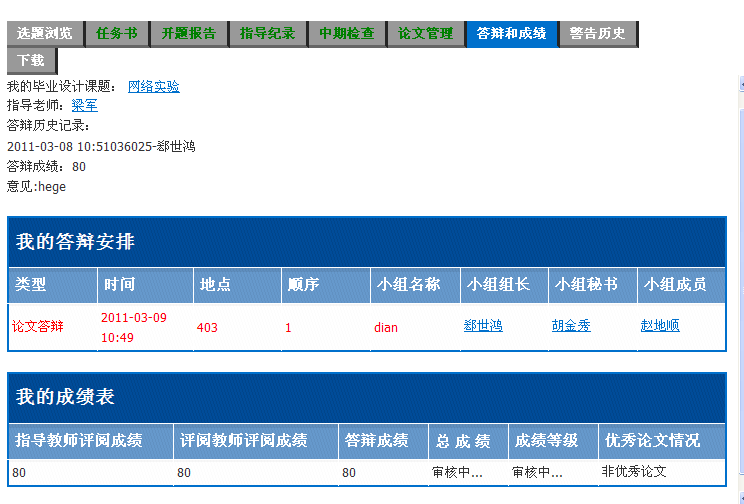 选题浏览 任务书 开题报告 指导纪录 中期检查 论文管理 答辩和成绩 警告历史
下载
我的毕业设计课题： 网络实验
指导老师：梁军
答辩历史记录：
2011-03-08 10:51036025-郄世鸿
答辩成绩：80
意见:hege
我的答辩安排
类型 时间 地点 顺序 小组名称 小组组长 小组秘书 小组成员
论文答辩 2011-03-09 10:49 403 1 dian 郄世鸿 胡金秀 赵地顺
我的成绩表
指导教师评阅成绩 评阅教师评阅成绩 答辩成绩 总 成 绩 成绩等级 优秀论文情况
80 80 80 审核中... 审核中... 非优秀论文